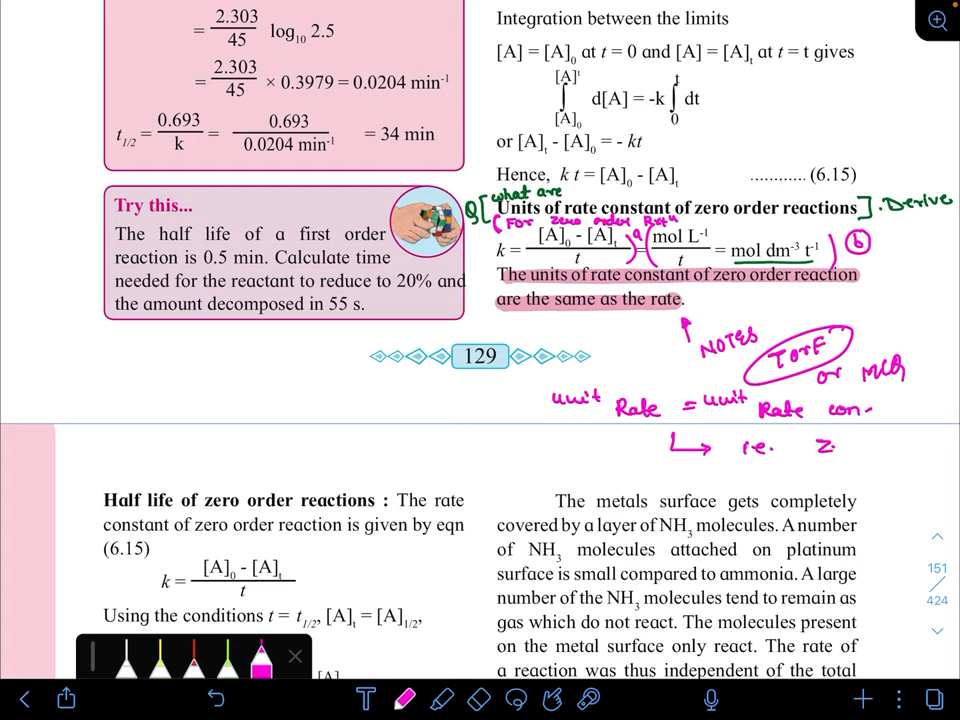 = 2.303/45 log₁₀ 2.5
= 2.303/45 × 0.3979 = 0.0204 min⁻¹
t₁/₂ = 0.693/k = 0.693/0.0204 min⁻¹ = 34 min
Try this...
The half life of a first order
reaction is 0.5 min. Calculate time
needed for the reactant to reduce to 20% and
the amount decomposed in 55 s.
Integration between the limits
[A] = [A]₀ at t = 0 and [A] = [A]ₜ at t = t gives
[A]ᵗ t
∫ d[A] = -k ∫ dt
[A]₀ 0
or [A]ₜ - [A]₀ = - kt
Hence, k t = [A]₀ - [A]ₜ ............ (6.15)
Q [ what are
Units of rate constant of zero order reactions ] . Derive
( For zero order
k = [A]₀ - [A]ₜ/t ) a = ( mol L⁻¹/t = mol dm⁻³ t⁻¹ ) b
The units of rate constant of zero order reaction
are the same as the rate.
NOTES
T or F
or MCQ
unit Rate = unit Rate con-
↳ i.e. z.
129
Half life of zero order reactions : The rate
constant of zero order reaction is given by eqn
(6.15)
k = [A]₀ - [A]ₜ/t
Using the conditions t = t₁/₂, [A]ₜ = [A]₁/₂,
[A]
The metals surface gets completely
covered by a layer of NH₃ molecules. A number
of NH₃ molecules attached on platinum
surface is small compared to ammonia. A large
number of the NH₃ molecules tend to remain as
gas which do not react. The molecules present
on the metal surface only react. The rate of
a reaction was thus independent of the total
151
424